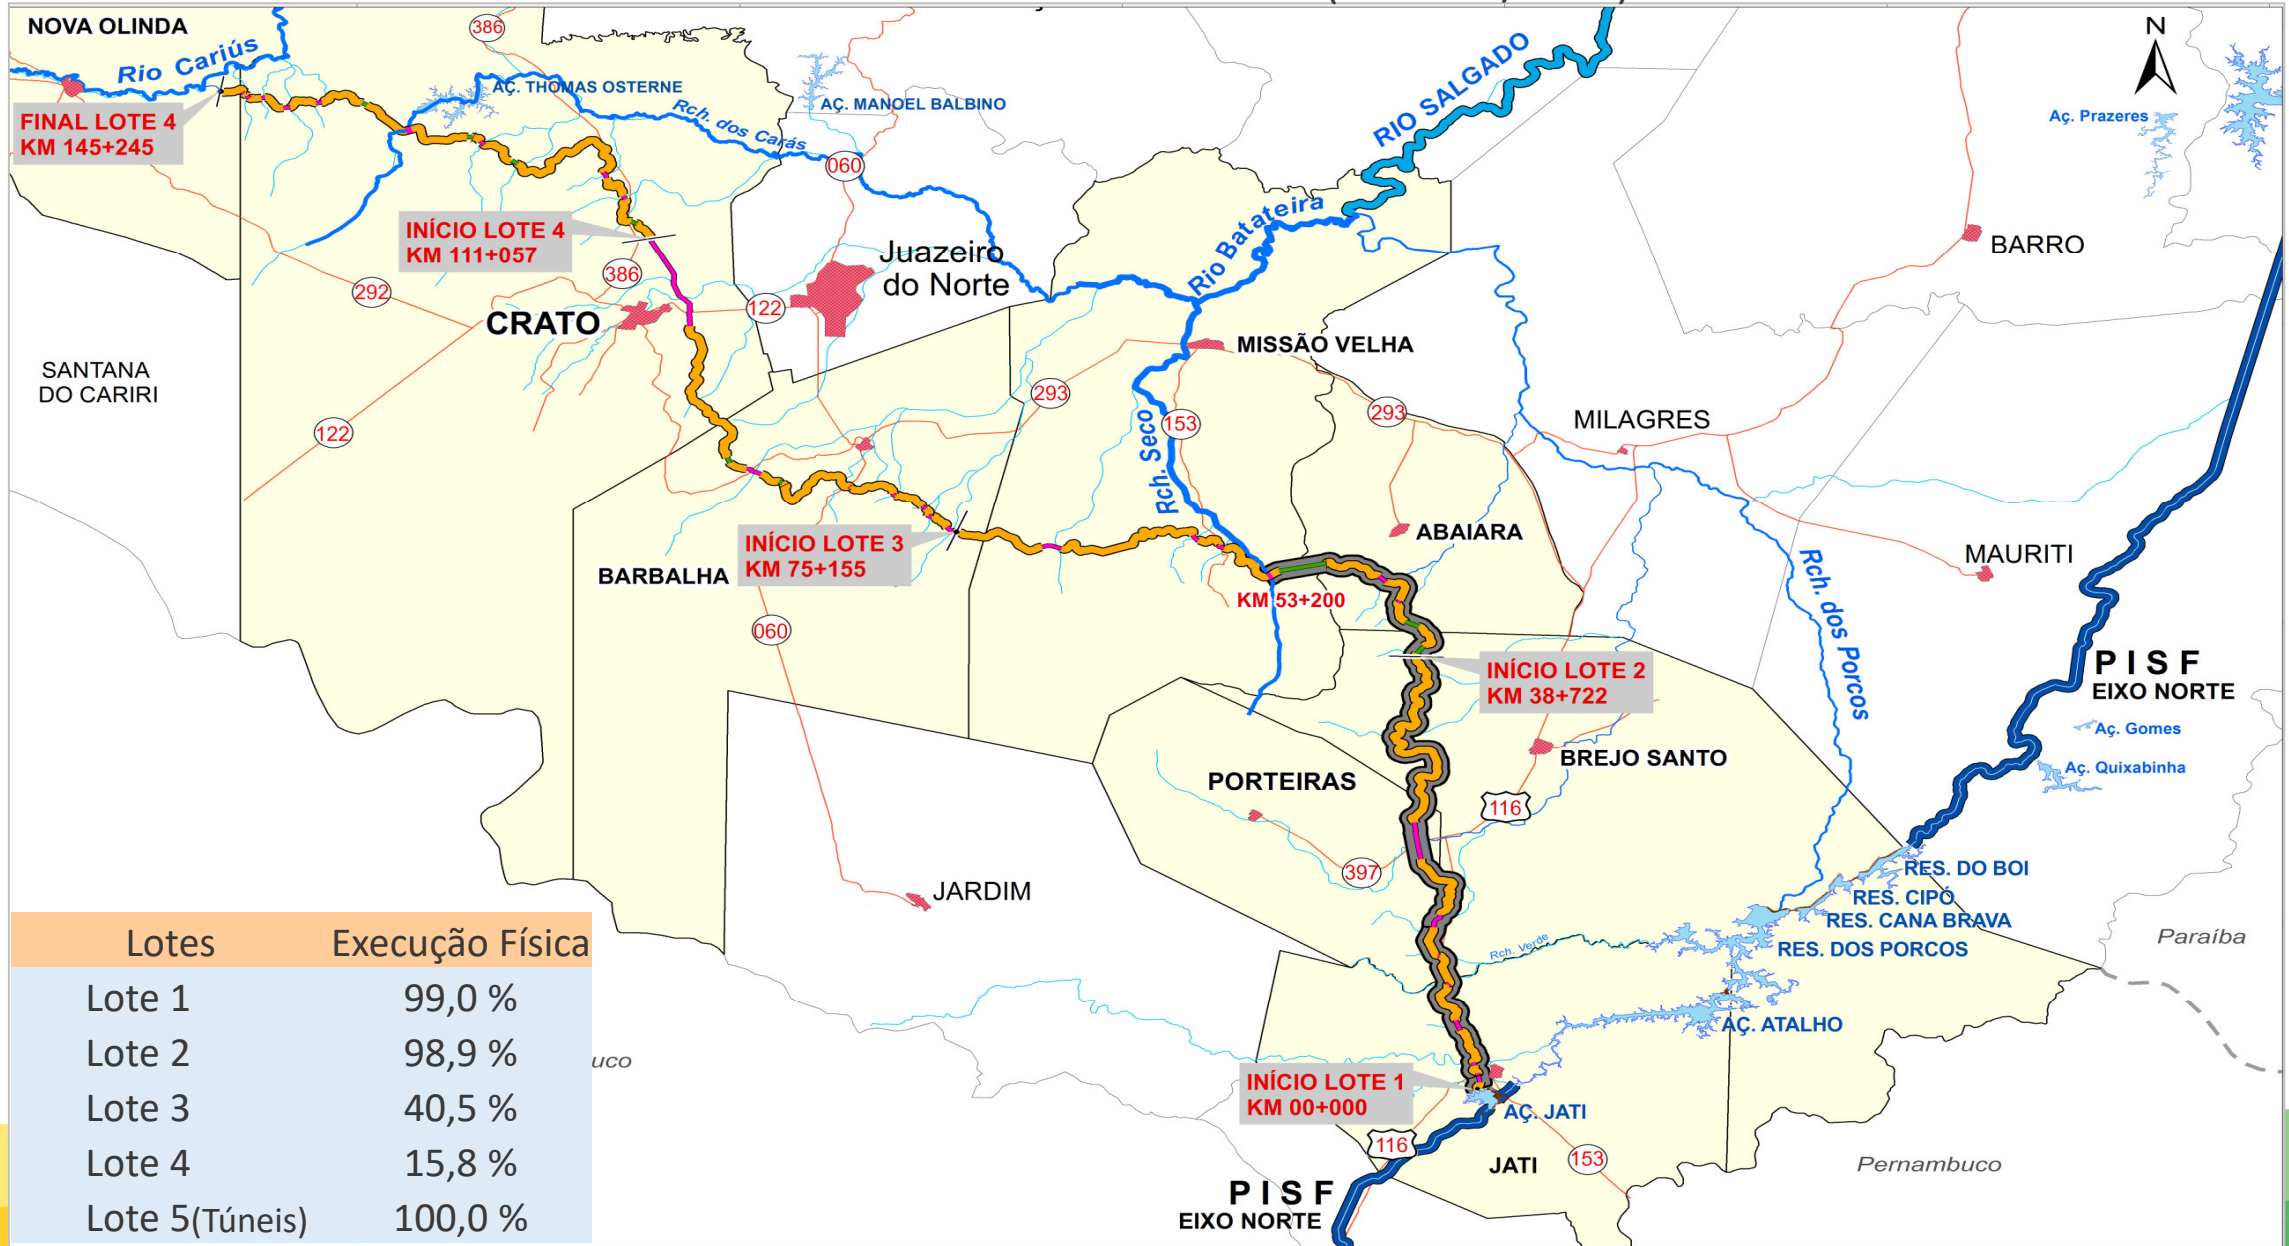 NOVA OLINDA
386
N
Rio Cariús
AÇ. THOMAS OSTERNE
AÇ. MANOEL BALBINO
RIO SALGADO
Aç. Prazeres
FINAL LOTE 4
KM 145+245
Rch. dos Carás
060
Rio Batateira
INÍCIO LOTE 4
KM 111+057
BARRO
Juazeiro
do Norte
386
292
122
CRATO
MISSÃO VELHA
SANTANA
DO CARIRI
293
293
153
122
MILAGRES
Rch. Seco
ABAIARA
INÍCIO LOTE 3
KM 75+155
MAURITI
BARBALHA
KM 53+200
Rch. dos Porcos
060
INÍCIO LOTE 2
KM 38+722
PISF
EIXO NORTE
Aç. Gomes
BREJO SANTO
Aç. Quixabinha
PORTEIRAS
116
397
RES. DO BOI
JARDIM
RES. CIPÓ
RES. CANA BRAVA
Rch. Verde
RES. DOS PORCOS
Paraíba
AÇ. ATALHO
uco
INÍCIO LOTE 1
KM 00+000
AÇ. JATI
116
JATI
153
Pernambuco
PISF
EIXO NORTE
Lotes Execução Física
Lote 1 99,0 %
Lote 2 98,9 %
Lote 3 40,5 %
Lote 4 15,8 %
Lote 5(Túneis) 100,0 %